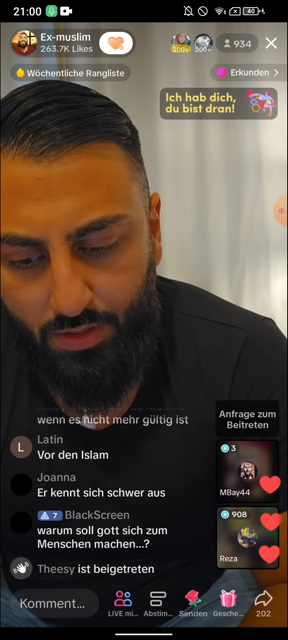 21:00
40
Ex-muslim
263.7K Likes
200+
200+
934
Wöchentliche Rangliste
Erkunden >
Ich hab dich,
du bist dran!
wenn es nicht mehr gültig ist
L
Latin
Vor den Islam
Joanna
Er kennt sich schwer aus
7 BlackScreen
warum soll gott sich zum
Menschen machen...?
Theesy ist beigetreten
Anfrage zum
Beitreten
3
MBay44
908
Reza
Komment...
LIVE mi...
Abstim...
Senden
Gesche...
202